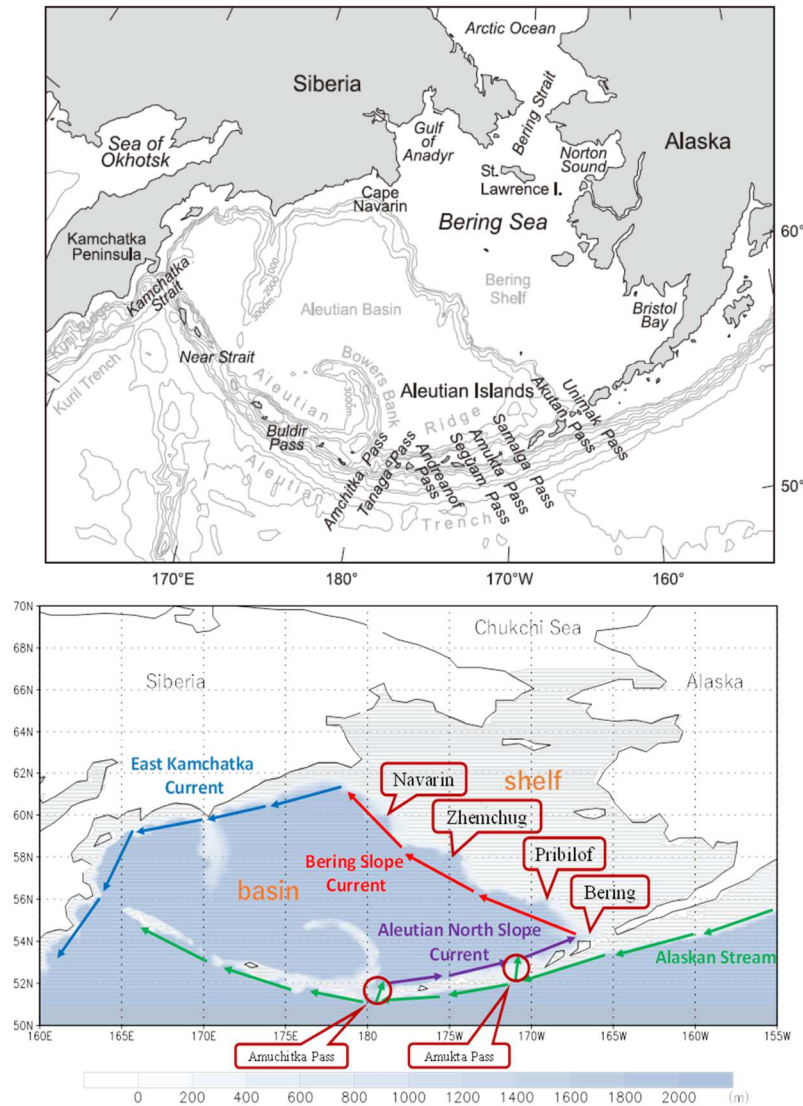 Arctic Ocean
Siberia
Bering Strait
Sea of
Okhotsk
Gulf
of
Anadyr
Norton
Sound
Alaska
St.
Lawrence I.
Cape
Navarin
Bering Sea
Kamchatka
Peninsula
60°
Kamchatka
Strait
1000
2000
3000m
Aleutian Basin
Bering
Shelf
Bristol
Bay
Near Strait
Kuril Trench
Bowers
Bank
3000m
Aleutian
Ridge
Aleutian Islands
Unimak Pass
Akutan Pass
Buldir
Pass
Samalga Pass
Amukta Pass
Seguam Pass
Andreanof
Pass
Tanaga Pass
Amchitka Pass
50°
Aleutian
Trench
170°E
180°
170°W
160°
70N
68N
66N
64N
62N
60N
58N
56N
54N
52N
50N
Chukchi Sea
Siberia
Alaska
East Kamchatka
Current
Navarin
shelf
Zhemchug
Bering Slope
Current
Pribilof
basin
Bering
Aleutian North Slope
Current
Alaskan Stream
160E
165E
170E
175E
180
175W
170W
165W
160W
155W
Amuchitka Pass
Amukta Pass
0
200
400
600
800
1000
1200
1400
1600
1800
2000
(m)